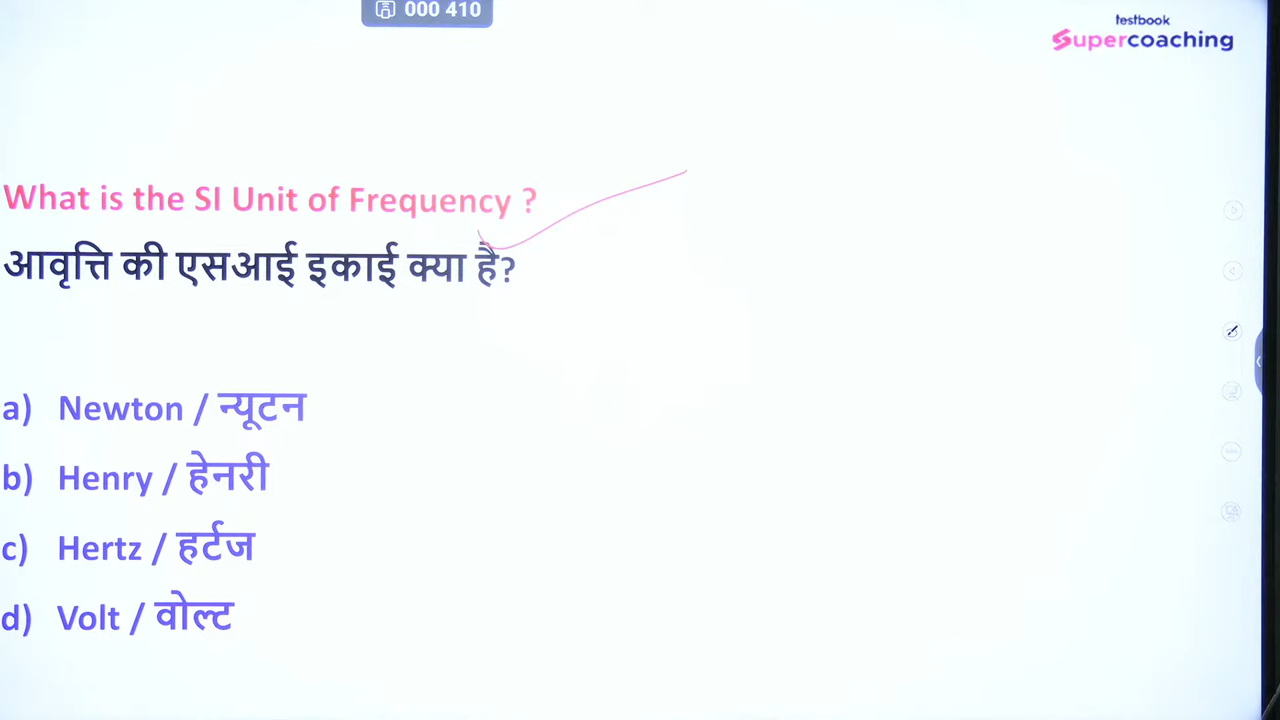 000 410
testbook
Supercoaching
What is the SI Unit of Frequency ?
आवृत्ति की एसआई इकाई क्या है?
a) Newton / न्यूटन
b) Henry / हेनरी
c) Hertz / हर्टज
d) Volt / वोल्ट